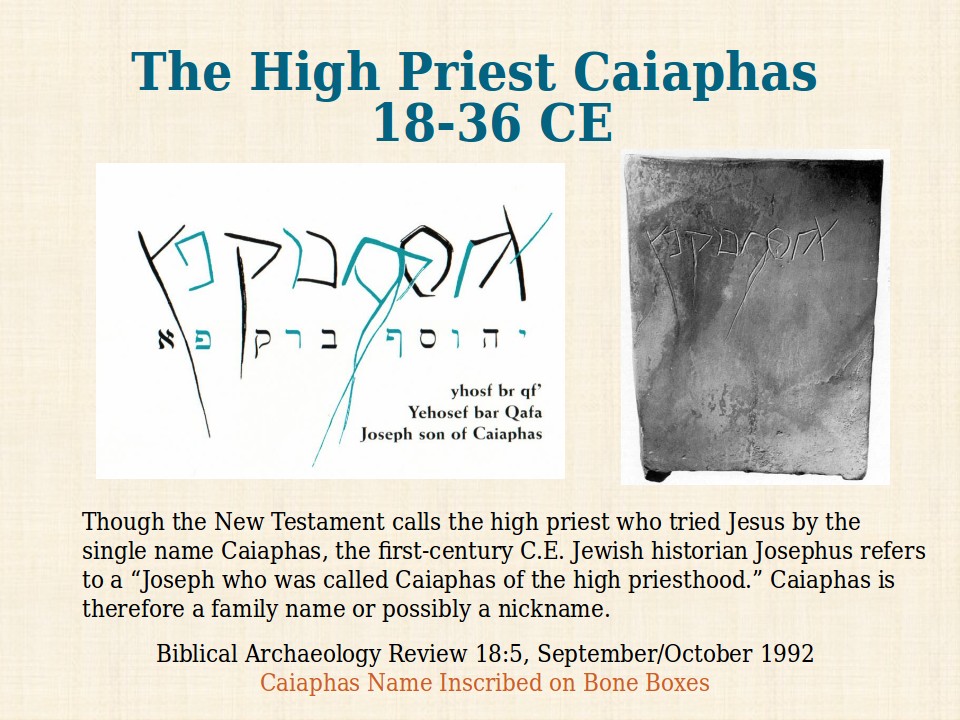 The High Priest Caiaphas
18-36 CE
יהוסף ברקפא
yhosf br qf’
Yehosef bar Qafa
Joseph son of Caiaphas
Though the New Testament calls the high priest who tried Jesus by the
single name Caiaphas, the first-century C.E. Jewish historian Josephus refers
to a “Joseph who was called Caiaphas of the high priesthood.” Caiaphas is
therefore a family name or possibly a nickname.
Biblical Archaeology Review 18:5, September/October 1992
Caiaphas Name Inscribed on Bone Boxes